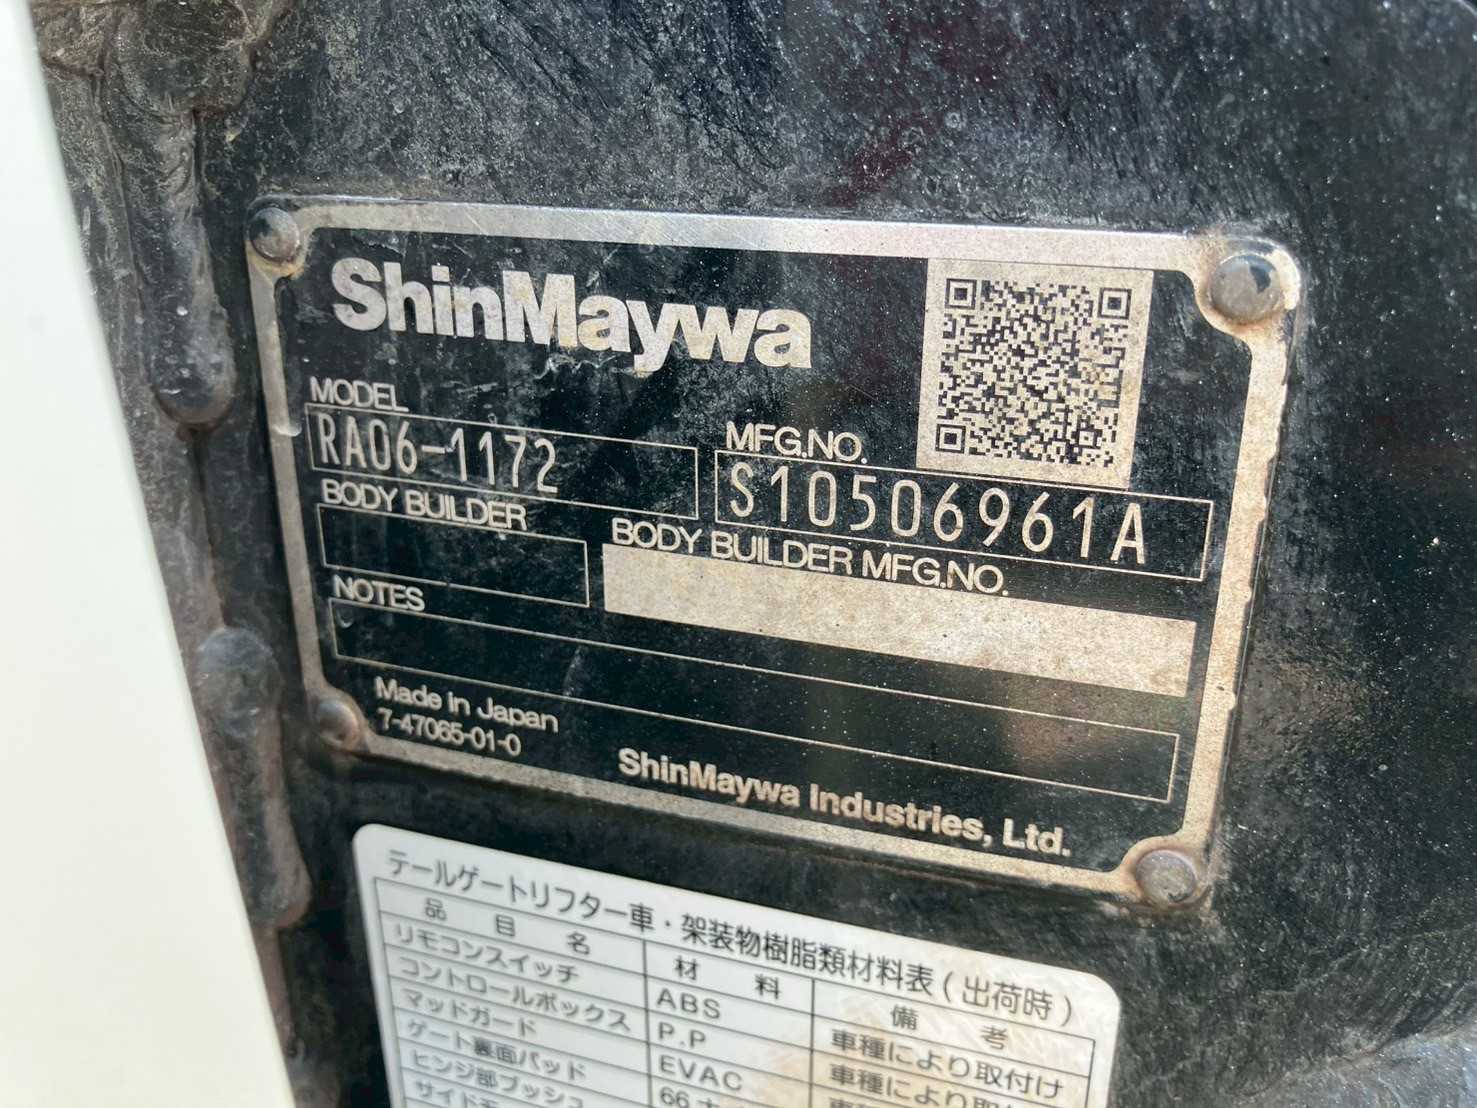 ShinMaywa
MODEL
RA06-1172
MFG.NO.
S10506961A
BODY BUILDER
BODY BUILDER MFG.NO.
NOTES
Made in Japan
7-47065-01-0
ShinMaywa Industries, Ltd.
テールゲートリフター車・架装物樹脂類材料表(出荷時)
品 目 名 材 料 備 考
リモコンスイッチ ABS
コントロールボックス P.P 車種により取付け
マッドガード EVAC 車種により取付け
ゲート裏面パッド 66
ヒンジ部ブッシュ